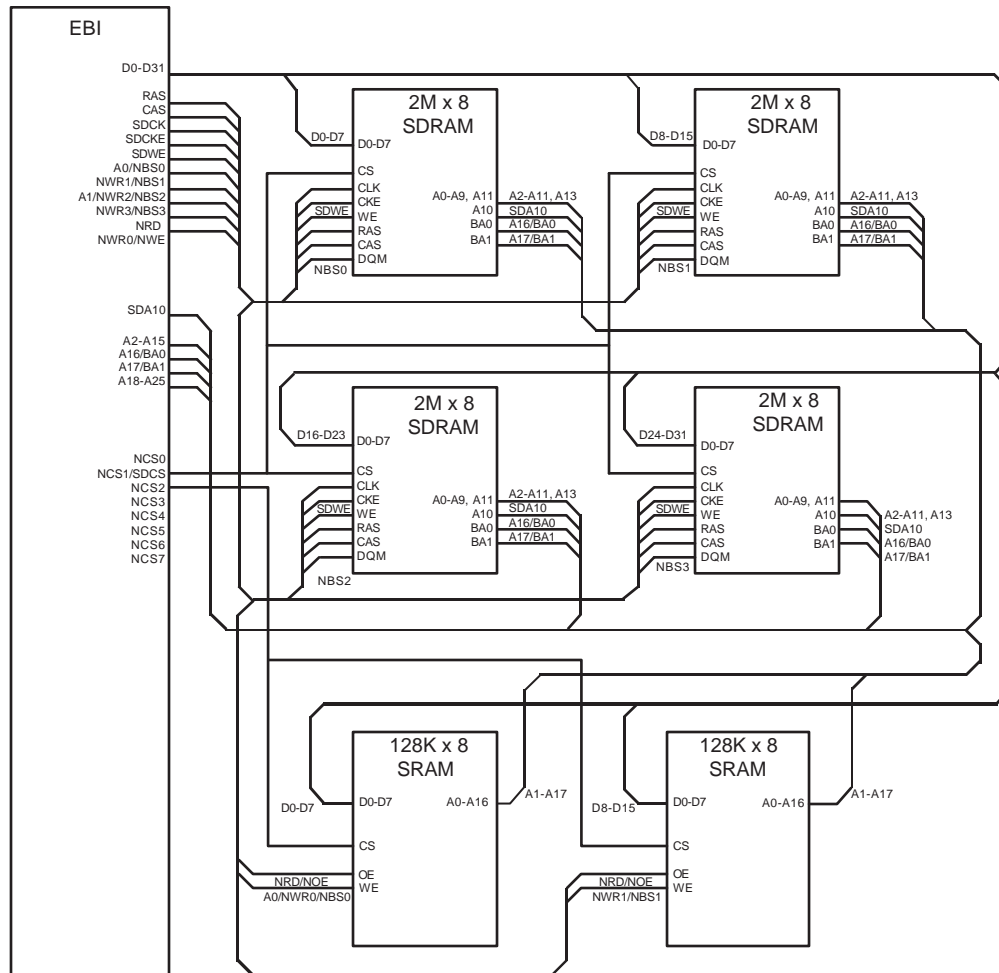 EBI
D0-D31
RAS
CAS
SDCK
SDCKE
SDWE
A0/NBS0
NWR1/NBS1
A1/NWR2/NBS2
NWR3/NBS3
NRD
NWR0/NWE
SDA10
A2-A15
A16/BA0
A17/BA1
A18-A25
NCS0
NCS1/SDCS
NCS2
NCS3
NCS4
NCS5
NCS6
NCS7
2M x 8
SDRAM
D0-D7
D0-D7
CS
CLK
CKE
SDWE
WE
RAS
CAS
DQM
NBS0
A0-A9, A11
A10
BA0
BA1
A2-A11, A13
SDA10
A16/BA0
A17/BA1
2M x 8
SDRAM
D8-D15
D0-D7
CS
CLK
CKE
SDWE
WE
RAS
CAS
DQM
NBS1
A0-A9, A11
A10
BA0
BA1
A2-A11, A13
SDA10
A16/BA0
A17/BA1
2M x 8
SDRAM
D16-D23
D0-D7
CS
CLK
CKE
SDWE
WE
RAS
CAS
DQM
NBS2
A0-A9, A11
A10
BA0
BA1
A2-A11, A13
SDA10
A16/BA0
A17/BA1
2M x 8
SDRAM
D24-D31
D0-D7
CS
CLK
CKE
SDWE
WE
RAS
CAS
DQM
NBS3
A0-A9, A11
A10
BA0
BA1
A2-A11, A13
SDA10
A16/BA0
A17/BA1
128K x 8
SRAM
D0-D7
D0-D7
A0-A16
A1-A17
CS
OE
NRD/NOE
WE
A0/NWR0/NBS0
128K x 8
SRAM
D8-D15
D0-D7
A0-A16
A1-A17
CS
OE
NRD/NOE
WE
NWR1/NBS1